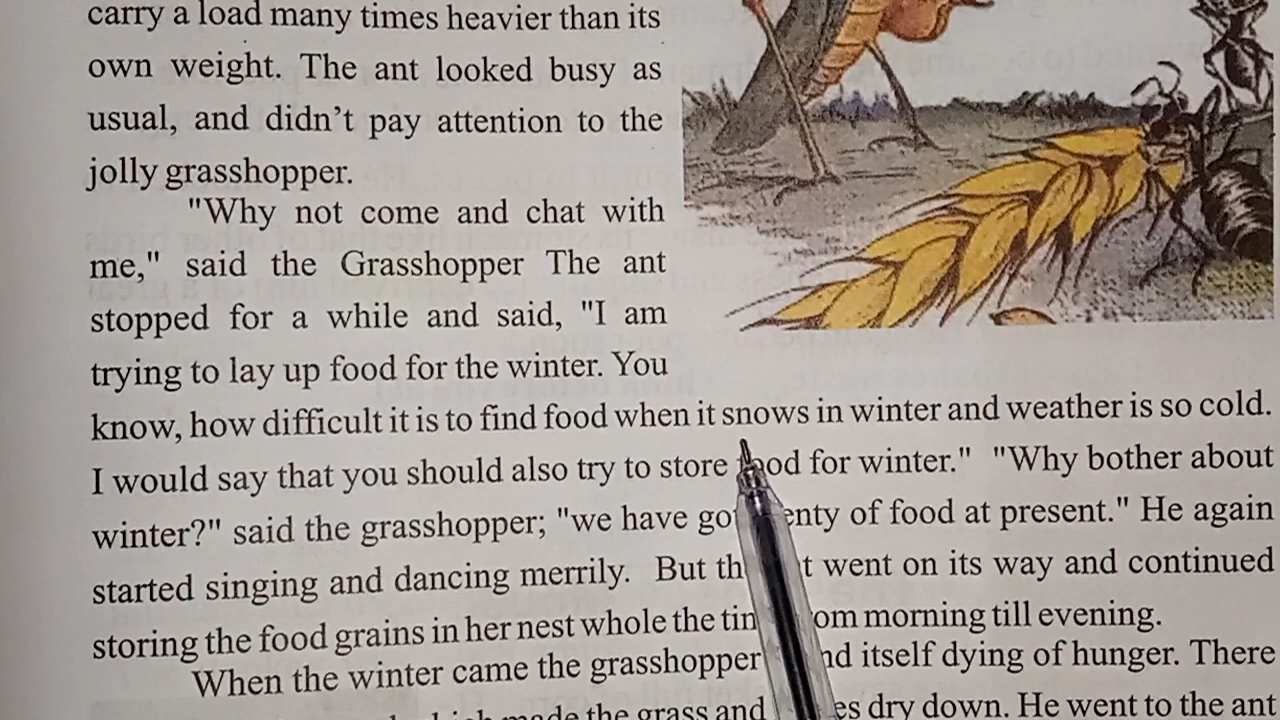 carry a load many times heavier than its
own weight. The ant looked busy as
usual, and didn't pay attention to the
jolly grasshopper.
"Why not come and chat with
me," said the Grasshopper The ant
stopped for a while and said, "I am
trying to lay up food for the winter. You
know, how difficult it is to find food when it snows in winter and weather is so cold.
I would say that you should also try to store food for winter." "Why bother about
winter?" said the grasshopper; "we have got plenty of food at present." He again
started singing and dancing merrily. But the went on its way and continued
storing the food grains in her nest whole the from morning till evening.
When the winter came the grasshopper itself dying of hunger. There
made the grass and dry down. He went to the ant